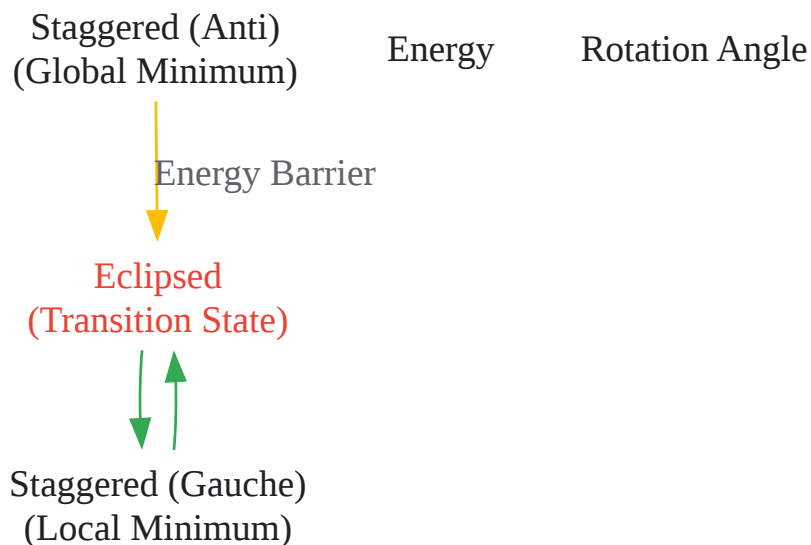 Staggered (Anti)
(Global Minimum)
Energy
Rotation Angle
Energy Barrier
Eclipsed
(Transition State)
Staggered (Gauche)
(Local Minimum)